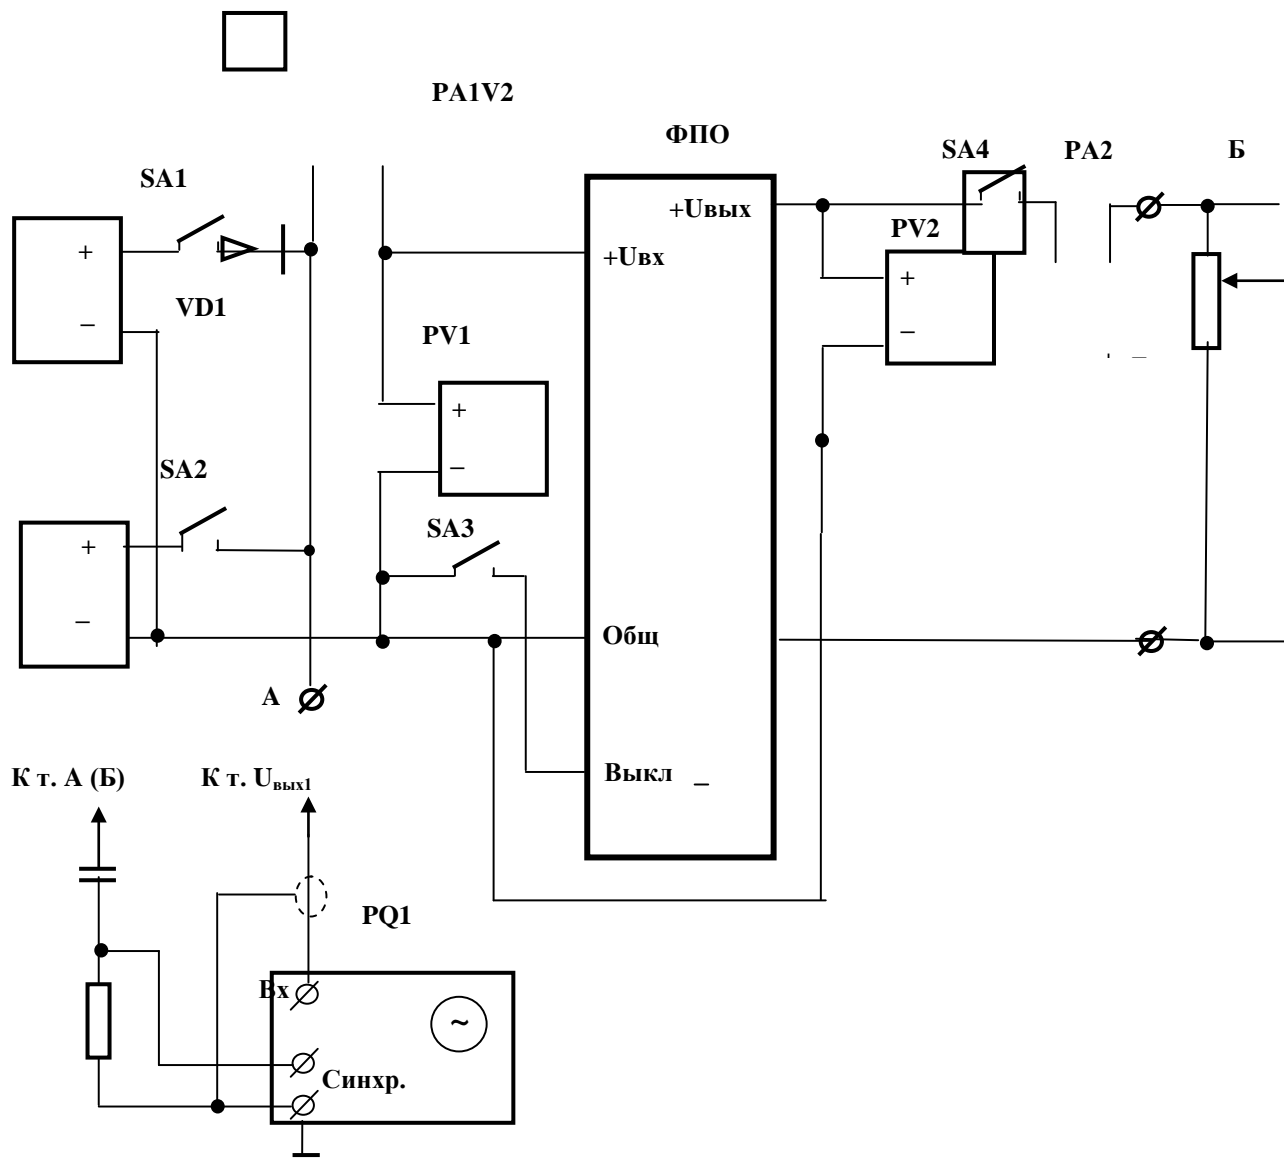 PA1V2
ФПО
SA4
PA2
Б
SA1
+Uвых
PV2
+Uвх
+
+
–
VD1
–
PV1
+
–
SA2
SA3
+
–
Общ
А
Выкл –
К т. А (Б)
К т. Uвых1
PQ1
Вх
~
Синхр.